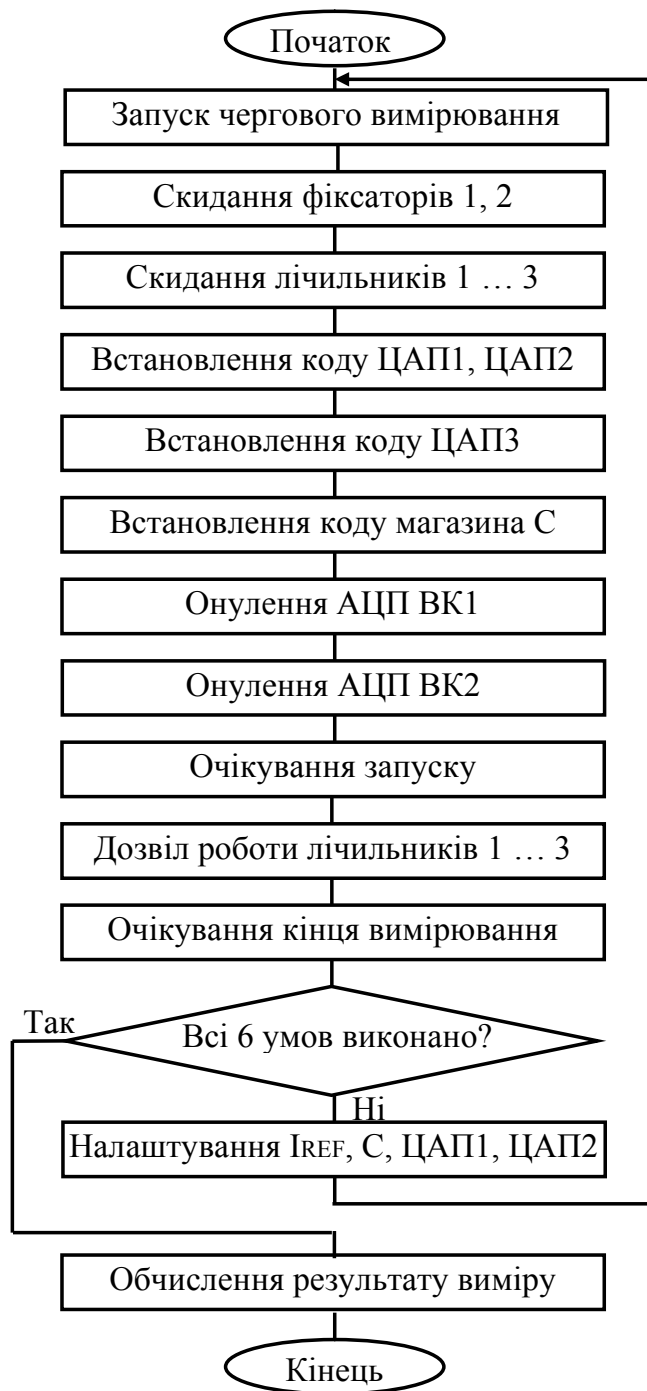 Початок
Запуск чергового вимірювання
Скидання фіксаторів 1, 2
Скидання лічильників 1 … 3
Встановлення коду ЦАП1, ЦАП2
Встановлення коду ЦАП3
Встановлення коду магазина С
Онулення АЦП ВК1
Онулення АЦП ВК2
Очікування запуску
Дозвіл роботи лічильників 1 … 3
Очікування кінця вимірювання
Так
Всі 6 умов виконано?
Ні
Налаштування IREF, C, ЦАП1, ЦАП2
Обчислення результату виміру
Кінець